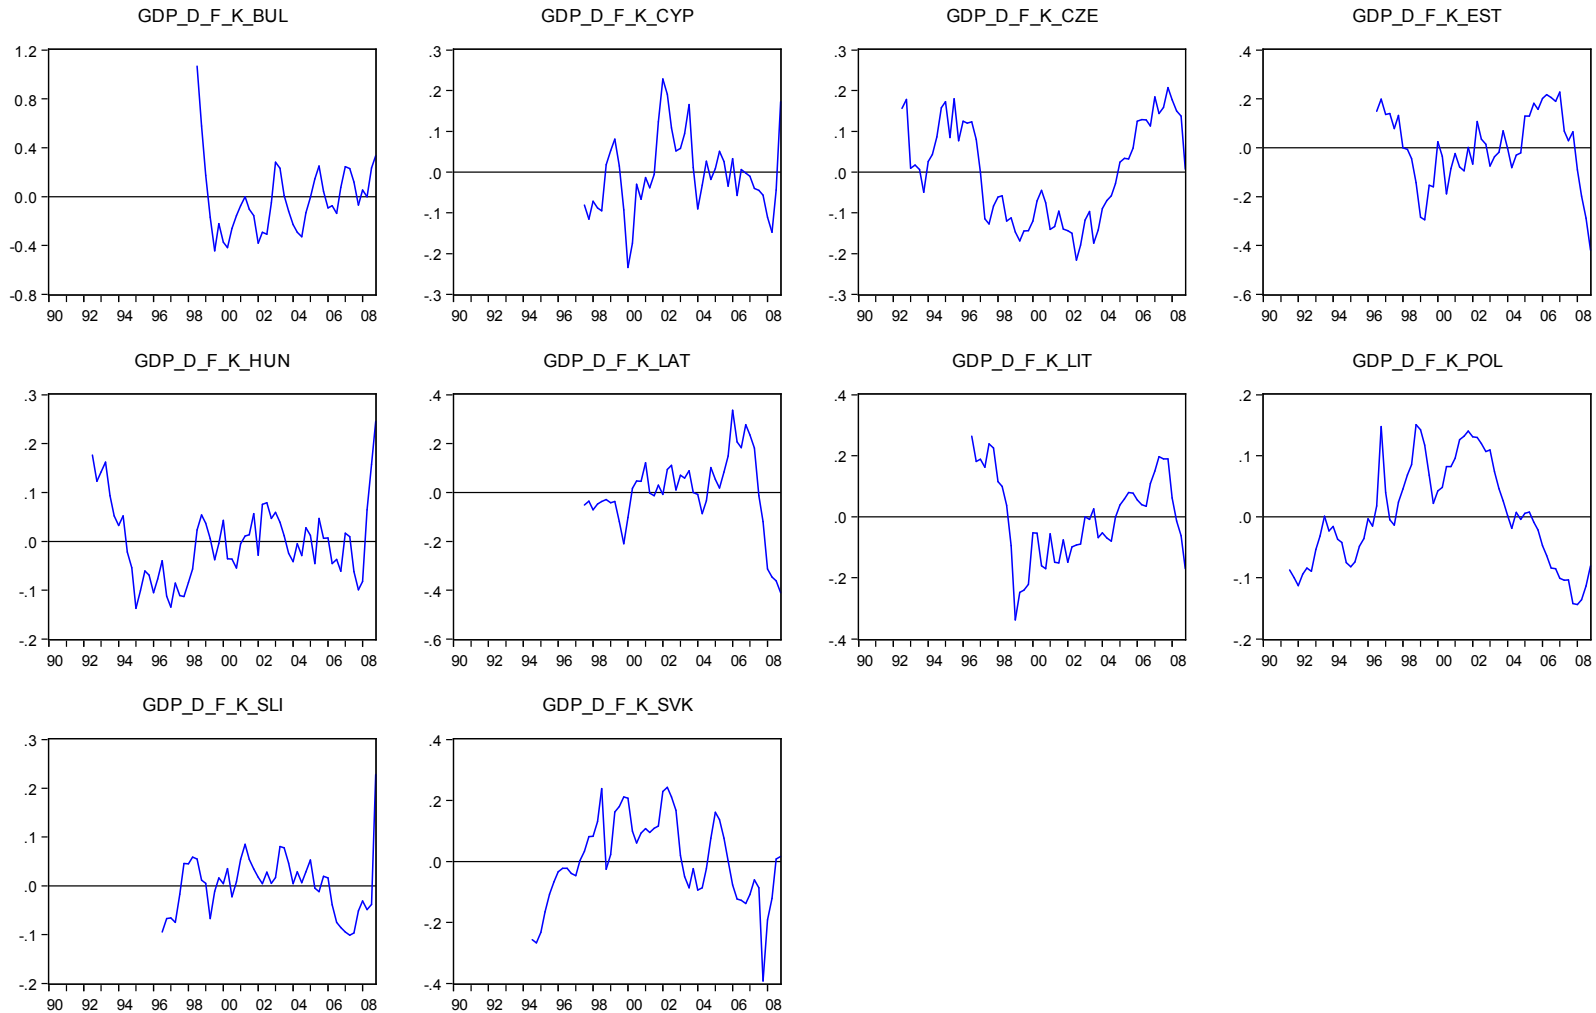 GDP_D_F_K_BUL
1.2
0.8
0.4
0.0
-0.4
-0.8
90 92 94 96 98 00 02 04 06 08
GDP_D_F_K_CYP
.3
.2
.1
.0
-.1
-.2
-.3
90 92 94 96 98 00 02 04 06 08
GDP_D_F_K_CZE
.3
.2
.1
.0
-.1
-.2
-.3
90 92 94 96 98 00 02 04 06 08
GDP_D_F_K_EST
.4
.2
.0
-.2
-.4
-.6
90 92 94 96 98 00 02 04 06 08
GDP_D_F_K_HUN
.3
.2
.1
.0
-.1
-.2
90 92 94 96 98 00 02 04 06 08
GDP_D_F_K_LAT
.4
.2
.0
-.2
-.4
-.6
90 92 94 96 98 00 02 04 06 08
GDP_D_F_K_LIT
.4
.2
.0
-.2
-.4
90 92 94 96 98 00 02 04 06 08
GDP_D_F_K_POL
.2
.1
.0
-.1
-.2
90 92 94 96 98 00 02 04 06 08
GDP_D_F_K_SLI
.3
.2
.1
.0
-.1
-.2
90 92 94 96 98 00 02 04 06 08
GDP_D_F_K_SVK
.4
.2
.0
-.2
-.4
90 92 94 96 98 00 02 04 06 08